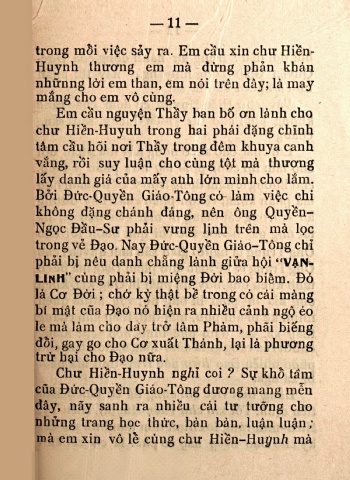 — 11 —
trong mỗi việc sảy ra. Em cầu xin chư Hiền-
Huynh thương em mà đừng phản khán
những lời em than, em nói trên đây; là may
mắng cho em vô cùng.
Em cầu nguyện Thầy ban bố ơn lành cho
chư Hiền-Huyuh trong hai phái đặng chĩnh
tâm cầu hỏi nơi Thầy trong đêm khuya canh
vắng, rồi suy luận cho cùng tột mà thương
lấy danh giá của mấy anh lớn mình cho lắm.
Bởi Đức-Quyền Giáo-Tông có làm việc chi
không đặng chánh đáng, nên ông Quyền-
Ngọc Đầu-Sư phải vưng lịnh trên mà lọc
trong vẻ Đạo. Nay Đức-Quyền Giáo-Tông chỉ
phải bị nêu danh chẳng lành giữa hội “VẠN-
LINH” cùng phải bị miệng Đời bao biếm. Đó
là Cơ Đời ; chớ kỳ thật bề trong có cái màng
bí mật của Đạo nó hiện ra nhiều cảnh ngộ éo
le mà làm cho day trở tâm Phàm, phãi biếng
đồi, gay go cho Cơ xuất Thánh, lại là phương
trừ hại cho Đạo nữa.
Chư Hiền-Huynh nghỉ coi ? Sự khổ tâm
của Đức-Quyền Giáo-Tông dương mang mến
đây, nãy sanh ra nhiều cái tư tưởng cho
những trang học thức, bàn bản, luận luận ;
mà em xin vô lễ cùng chư Hiền-Huynh mà